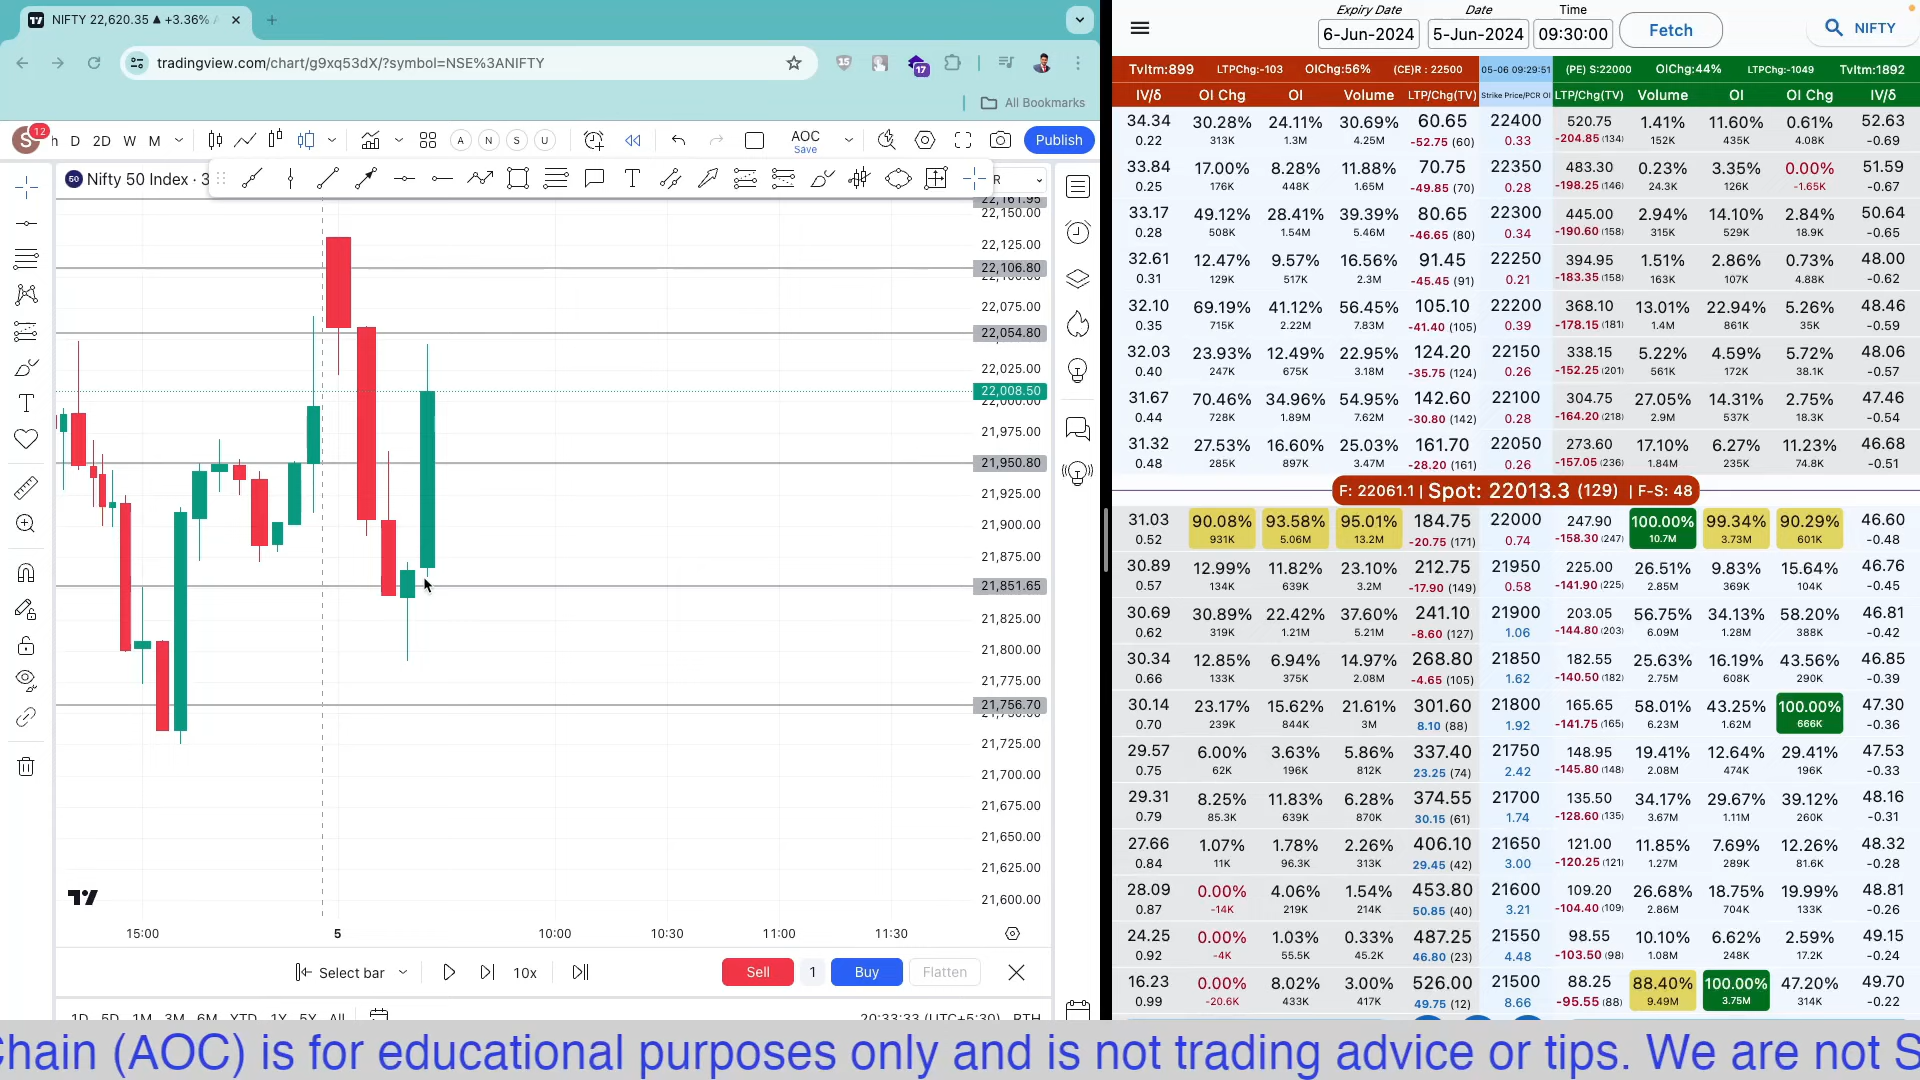 NIFTY 22,620.35 ▲ +3.36%
tradingview.com/chart/g9xq53dX/?symbol=NSE%3ANIFTY
15
17
All Bookmarks
S 12 h D 2D W M A N S U AOC Save Publish
50 Nifty 50 Index · 3
R
22,161.95
22,150.00
22,125.00
22,106.80
22,100.00
22,075.00
22,054.80
22,025.00
22,008.50
22,000.00
21,975.00
21,950.80
21,925.00
21,900.00
21,875.00
21,851.65
21,825.00
21,800.00
21,775.00
21,756.70
21,750.00
21,725.00
21,700.00
21,675.00
21,650.00
21,625.00
21,600.00
15:00 5 10:00 10:30 11:00 11:30
Select bar 10x Sell 1 Buy Flatten
1D 5D 1M 3M 6M YTD 1Y 5Y All 20:33:33 (UTC+5:30) RTH
Expiry Date Date Time
6-Jun-2024 5-Jun-2024 09:30:00 Fetch NIFTY
TvItm:899 LTPChg:-103 OIChg:56% (CE)R : 22500 05-06 09:29:51 (PE) S:22000 OIChg:44% LTPChg:-1049 TvItm:1892
IV/δ OI Chg OI Volume LTP/Chg(TV) Strike Price/PCR OI LTP/Chg(TV) Volume OI OI Chg IV/δ
34.34 30.28% 24.11% 30.69% 60.65 22400 520.75 1.41% 11.60% 0.61% 52.63
0.22 313K 1.3M 4.25M -52.75 (60) 0.33 -204.85 (134) 152K 435K 4.08K -0.69
33.84 17.00% 8.28% 11.88% 70.75 22350 483.30 0.23% 3.35% 0.00% 51.59
0.25 176K 448K 1.65M -49.85 (70) 0.28 -198.25 (146) 24.3K 126K -1.65K -0.67
33.17 49.12% 28.41% 39.39% 80.65 22300 445.00 2.94% 14.10% 2.84% 50.64
0.28 508K 1.54M 5.46M -46.65 (80) 0.34 -190.60 (158) 315K 529K 18.9K -0.65
32.61 12.47% 9.57% 16.56% 91.45 22250 394.95 1.51% 2.86% 0.73% 48.00
0.31 129K 517K 2.3M -45.45 (91) 0.21 -183.35 (158) 163K 107K 4.88K -0.62
32.10 69.19% 41.12% 56.45% 105.10 22200 368.10 13.01% 22.94% 5.26% 48.46
0.35 715K 2.22M 7.83M -41.40 (105) 0.39 -178.15 (181) 1.4M 861K 35K -0.59
32.03 23.93% 12.49% 22.95% 124.20 22150 338.15 5.22% 4.59% 5.72% 48.06
0.40 247K 675K 3.18M -35.75 (124) 0.26 -152.25 (201) 561K 172K 38.1K -0.57
31.67 70.46% 34.96% 54.95% 142.60 22100 304.75 27.05% 14.31% 2.75% 47.46
0.44 728K 1.89M 7.62M -30.80 (142) 0.28 -164.20 (218) 2.9M 537K 18.3K -0.54
31.32 27.53% 16.60% 25.03% 161.70 22050 273.60 17.10% 6.27% 11.23% 46.68
0.48 285K 897K 3.47M -28.20 (161) 0.26 -157.05 (236) 1.84M 235K 74.8K -0.51
F: 22061.1 | Spot: 22013.3 (129) | F-S: 48
31.03 90.08% 93.58% 95.01% 184.75 22000 247.90 100.00% 99.34% 90.29% 46.60
0.52 931K 5.06M 13.2M -20.75 (171) 0.74 -158.30 (247) 10.7M 3.73M 601K -0.48
30.89 12.99% 11.82% 23.10% 212.75 21950 225.00 26.51% 9.83% 15.64% 46.76
0.57 134K 639K 3.2M -17.90 (149) 0.58 -141.90 (225) 2.85M 369K 104K -0.45
30.69 30.89% 22.42% 37.60% 241.10 21900 203.05 56.75% 34.13% 58.20% 46.81
0.62 319K 1.21M 5.21M -8.60 (127) 1.06 -144.80 (203) 6.09M 1.28M 388K -0.42
30.34 12.85% 6.94% 14.97% 268.80 21850 182.55 25.63% 16.19% 43.56% 46.85
0.66 133K 375K 2.08M -4.65 (105) 1.62 -140.50 (182) 2.75M 608K 290K -0.39
30.14 23.17% 15.62% 21.61% 301.60 21800 165.65 58.01% 43.25% 100.00% 47.30
0.70 239K 844K 3M 8.10 (88) 1.92 -141.75 (165) 6.23M 1.62M 666K -0.36
29.57 6.00% 3.63% 5.86% 337.40 21750 148.95 19.41% 12.64% 29.41% 47.53
0.75 62K 196K 812K 23.25 (74) 2.42 -145.80 (148) 2.08M 474K 196K -0.33
29.31 8.25% 11.83% 6.28% 374.55 21700 135.50 34.17% 29.67% 39.12% 48.16
0.79 85.3K 639K 870K 30.15 (61) 1.74 -128.60 (135) 3.67M 1.11M 260K -0.31
27.66 1.07% 1.78% 2.26% 406.10 21650 121.00 11.85% 7.69% 12.26% 48.32
0.84 11K 96.3K 313K 29.45 (42) 3.00 -120.25 (121) 1.27M 289K 81.6K -0.28
28.09 0.00% 4.06% 1.54% 453.80 21600 109.20 26.68% 18.75% 19.99% 48.81
0.87 -14K 219K 214K 50.85 (40) 3.21 -104.40 (109) 2.86M 704K 133K -0.26
24.25 0.00% 1.03% 0.33% 487.25 21550 98.55 10.10% 6.62% 2.59% 49.15
0.92 -4K 55.5K 45.2K 46.80 (23) 4.48 -103.50 (98) 1.08M 248K 17.2K -0.24
16.23 0.00% 8.02% 3.00% 526.00 21500 88.25 88.40% 100.00% 47.20% 49.70
0.99 -20.6K 433K 417K 49.75 (12) 8.66 -95.55 (88) 9.49M 3.75M 314K -0.22
hain (AOC) is for educational purposes only and is not trading advice or tips. We are not S